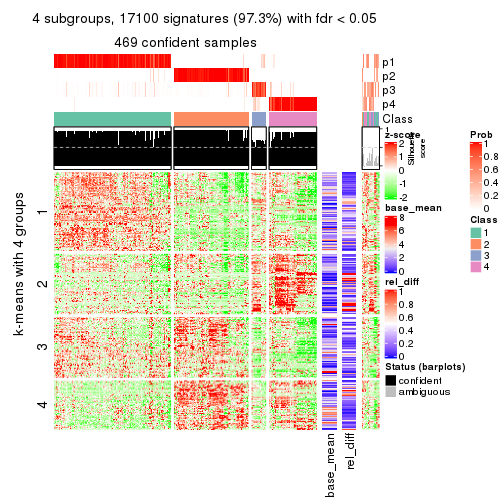 4 subgroups, 17100 signatures (97.3%) with fdr < 0.05
469 confident samples
p1
p2
p3
p4
Class
1
Silhouette
score
k-means with 4 groups
1
2
3
4
base_mean
rel_diff
z-score
2
1
0
-1
-2
base_mean
8
6
4
2
0
rel_diff
1
0.8
0.6
0.4
0.2
0
Status (barplots)
confident
ambiguous
Prob
1
0.8
0.6
0.4
0.2
0
Class
1
2
3
4